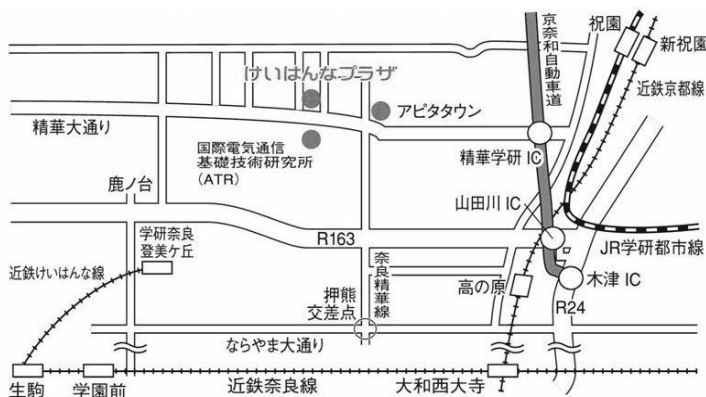 祝園
新祝園
京奈和自動車道
近鉄京都線
けいはんなプラザ
アピタタウン
精華大通り
国際電気通信
基礎技術研究所
(ATR)
精華学研 IC
鹿ノ台
山田川 IC
学研奈良
登美ケ丘
R163
JR学研都市線
近鉄けいはんな線
奈良精華線
高の原
木津 IC
押熊
交差点
R24
ならやま大通り
生駒
学園前
近鉄奈良線
大和西大寺